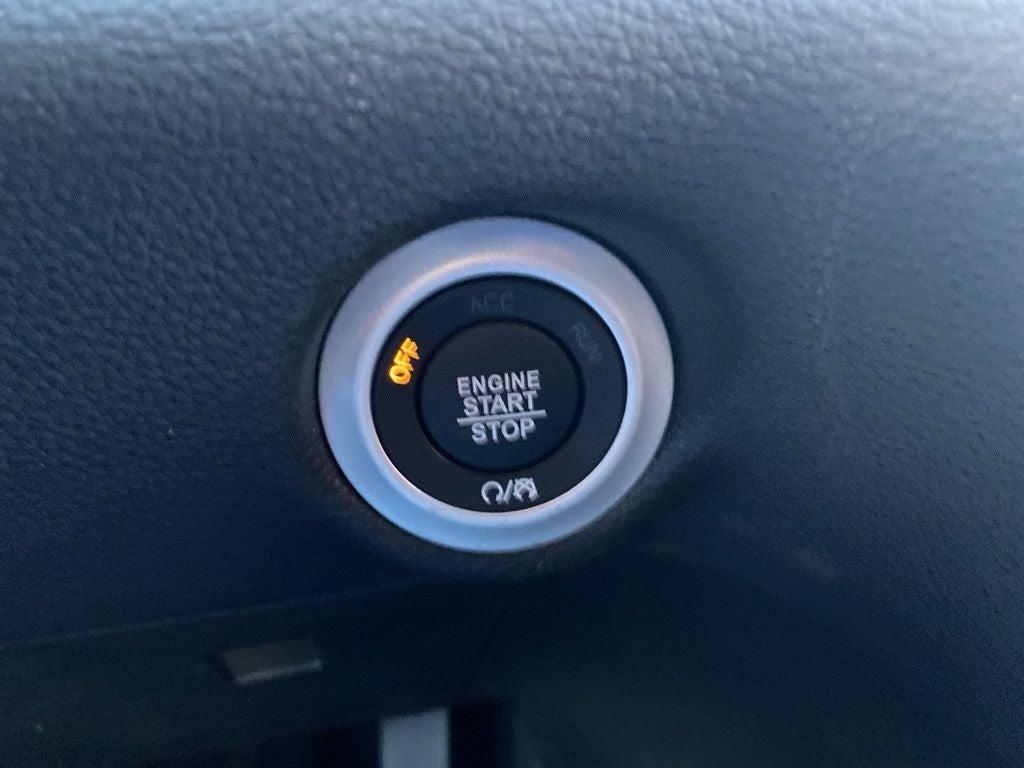 ACC
RUN
OFF
ENGINE
START
STOP